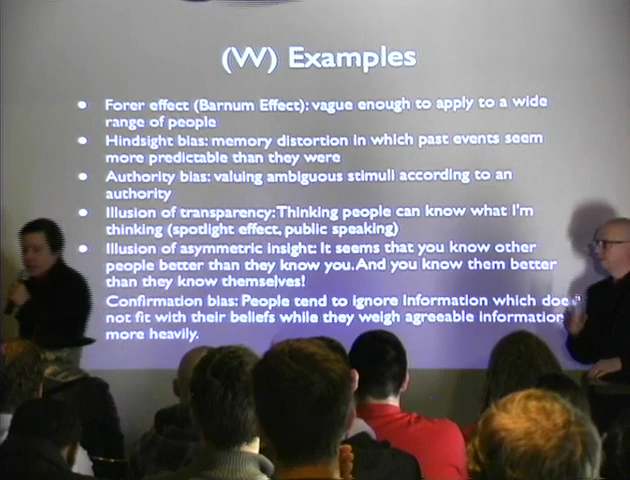 (W) Examples
Forer effect (Barnum Effect): vague enough to apply to a wide
range of people
Hindsight bias: memory distortion in which past events seem
more predictable than they were
Authority bias: valuing ambiguous stimuli according to an
authority
Illusion of transparency: Thinking people can know what I'm
thinking (spotlight effect, public speaking)
Illusion of asymmetric insight: It seems that you know other
people better than they know you. And you know them better
than they know themselves!
Confirmation bias: People tend to ignore information which does
not fit with their beliefs while they weigh agreeable information
more heavily.